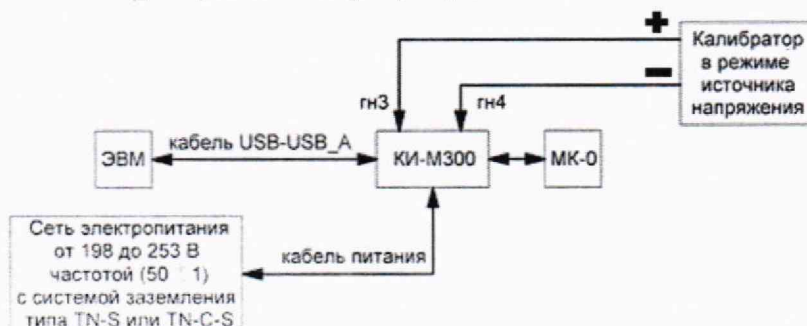 +
Калибратор
в режиме
источника
напряжения
−
гн3
гн4
ЭВМ
кабель USB-USB_A
КИ-М300
МК-0
Сеть электропитания
от 198 до 253 В
частотой (50 1)
с системой заземления
типа TN-S или TN-C-S
кабель питания